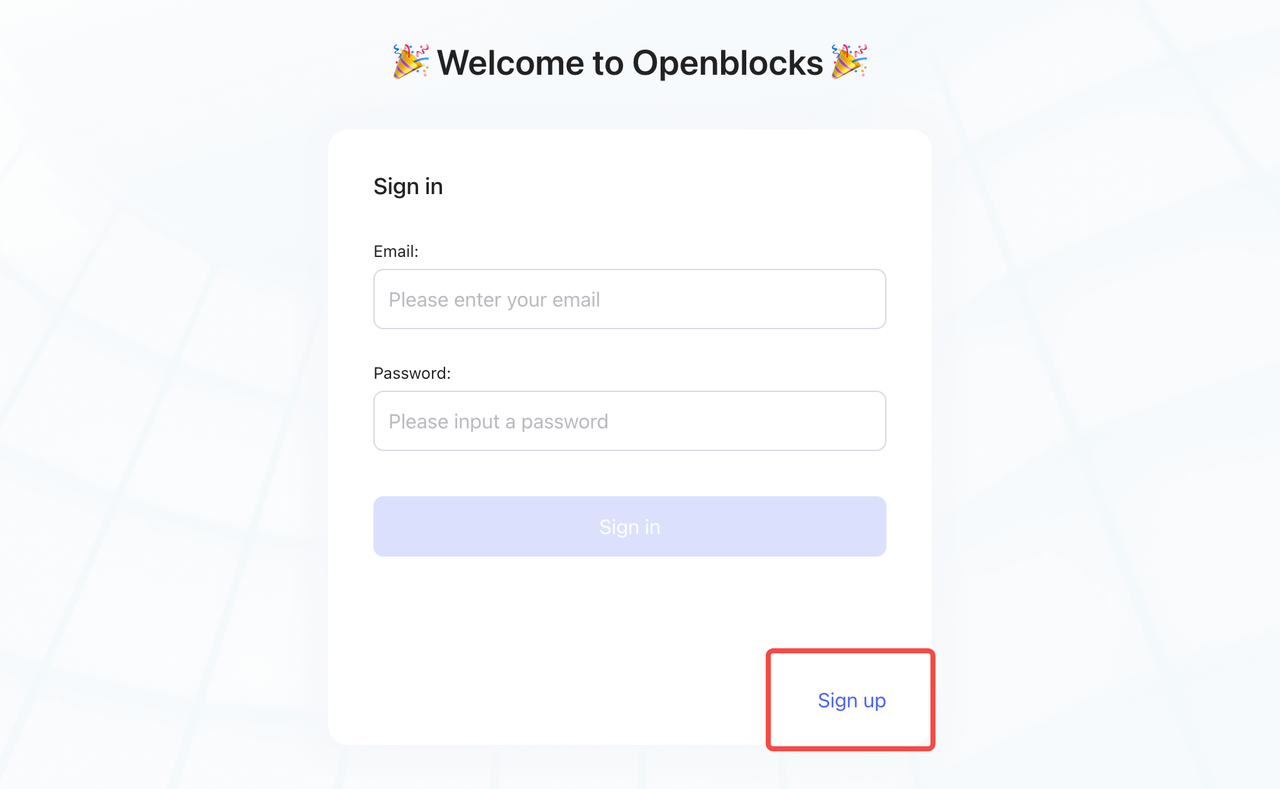 🎉 Welcome to Openblocks 🎉
Sign in
Email:
Please enter your email
Password:
Please input a password
Sign in
Sign up